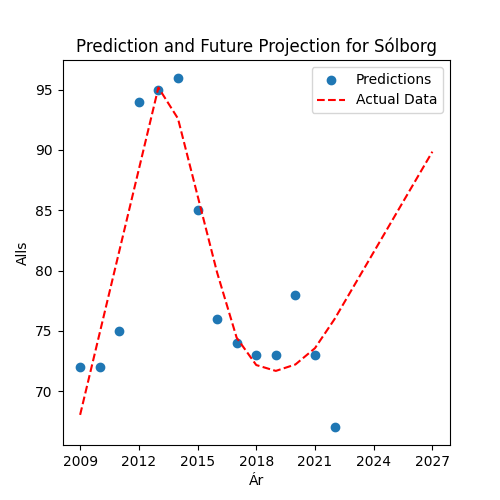 Prediction and Future Projection for Sólborg
Predictions
Actual Data
95
90
85
80
75
70
Alls
2009 2012 2015 2018 2021 2024 2027
Ár